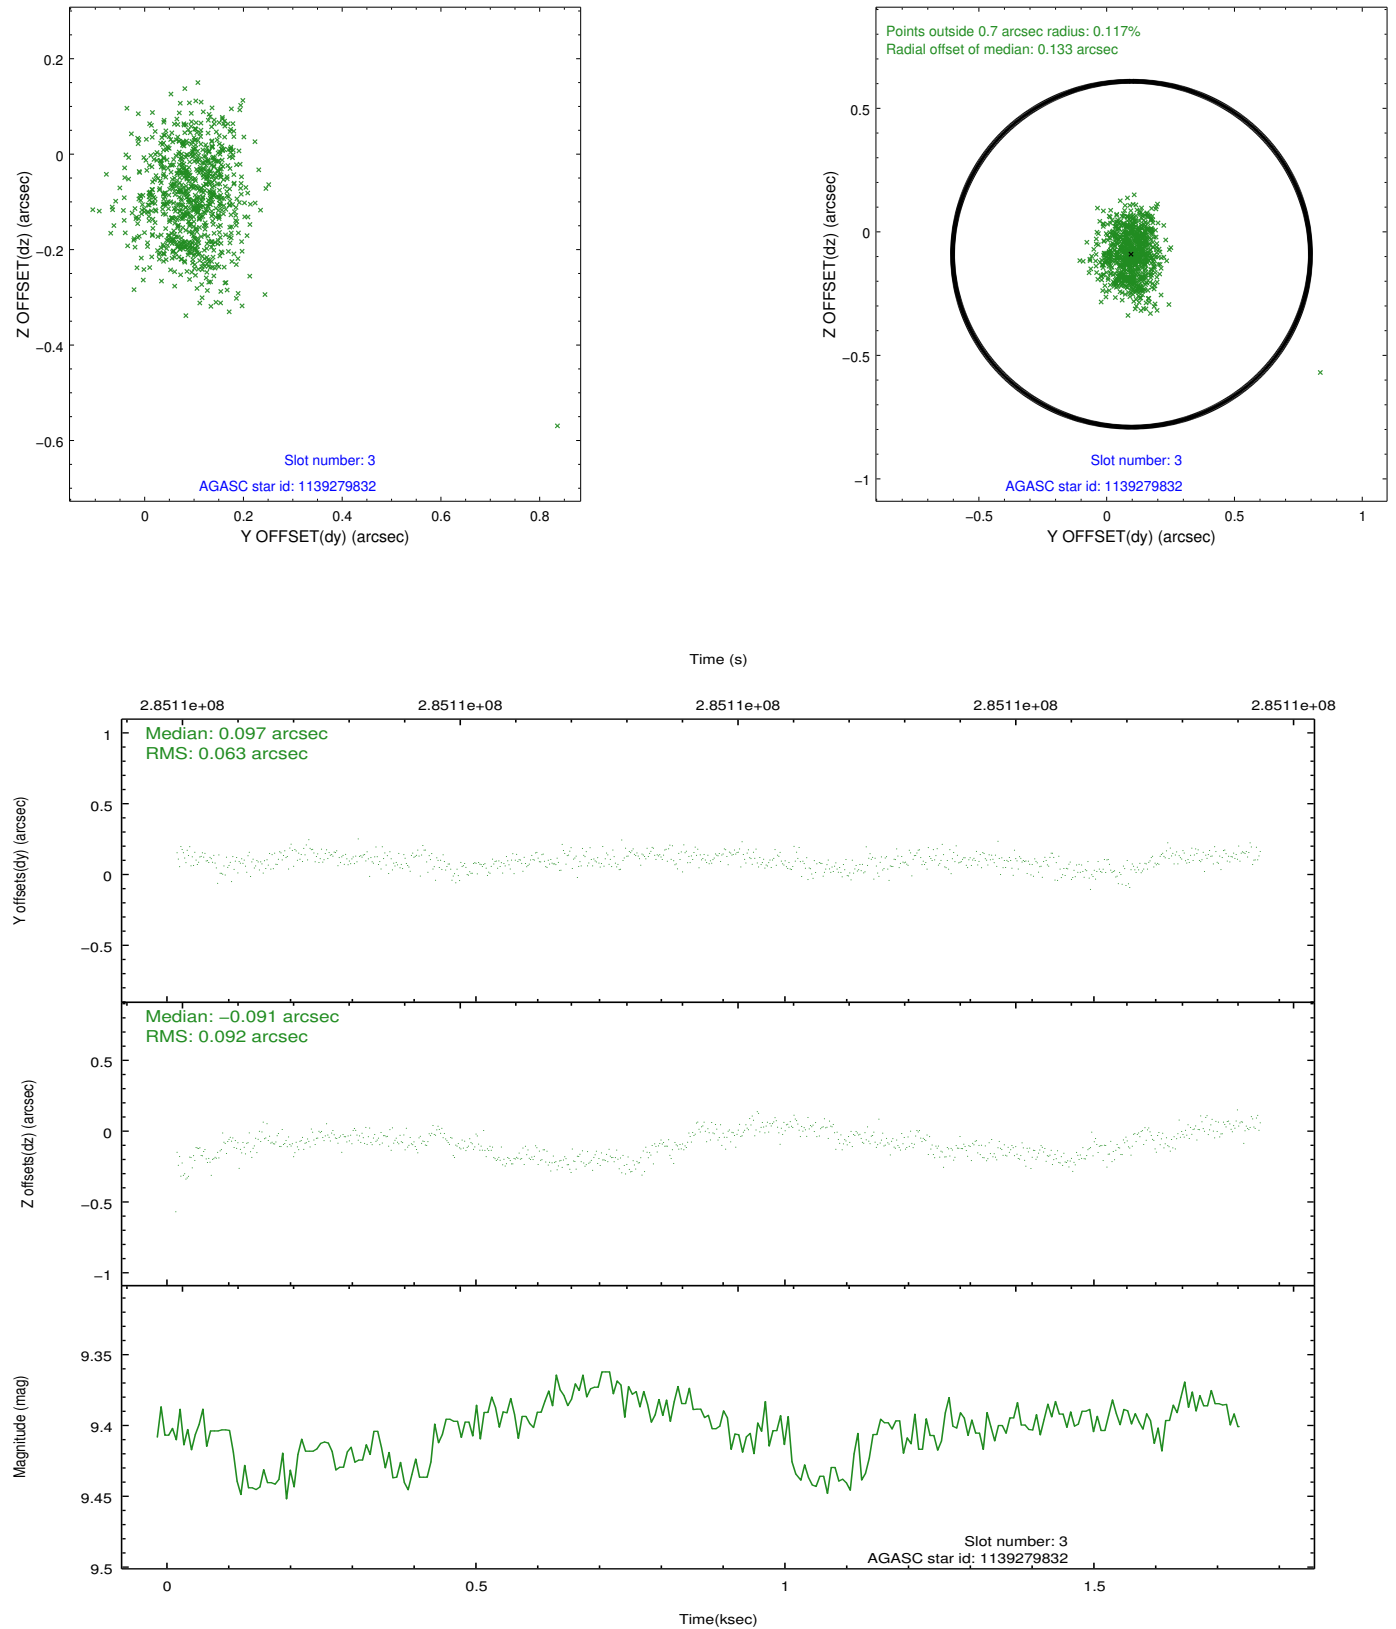 0.2
0
−0.2
−0.4
−0.6
Z OFFSET(dz) (arcsec)
Slot number: 3
AGASC star id: 1139279832
0 0.2 0.4 0.6 0.8
Y OFFSET(dy) (arcsec)
Points outside 0.7 arcsec radius: 0.117%
Radial offset of median: 0.133 arcsec
0.5
0
−0.5
−1
Z OFFSET(dz) (arcsec)
Slot number: 3
AGASC star id: 1139279832
−0.5 0 0.5 1
Y OFFSET(dy) (arcsec)
Time (s)
2.8511e+08 2.8511e+08 2.8511e+08 2.8511e+08 2.8511e+08
Median: 0.097 arcsec
RMS: 0.063 arcsec
1
0.5
0
−0.5
Y offsets(dy) (arcsec)
Median: −0.091 arcsec
RMS: 0.092 arcsec
0.5
0
−0.5
−1
Z offsets(dz) (arcsec)
9.35
9.4
9.45
9.5
Magnitude (mag)
Slot number: 3
AGASC star id: 1139279832
0 0.5 1 1.5
Time(ksec)